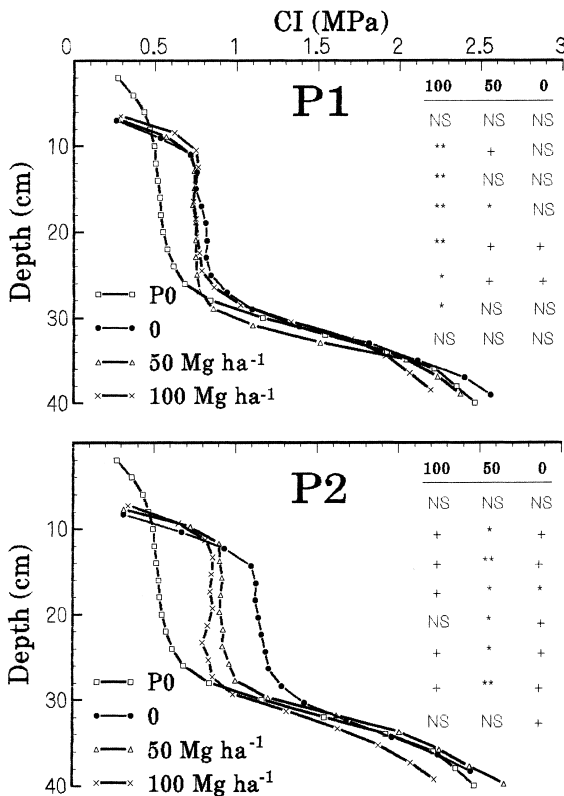 CI (MPa)
0 0.5 1 1.5 2 2.5 3
P1
100 50 0
NS NS NS
** + NS
** NS NS
** * NS
** + +
* + +
* NS NS
NS NS NS
Depth (cm)
10
20
30
40
P0
0
50 Mg ha⁻¹
100 Mg ha⁻¹
P2
100 50 0
NS NS NS
+ * +
+ ** +
+ * *
NS * +
+ * +
+ ** +
NS NS +
Depth (cm)
10
20
30
40
P0
0
50 Mg ha⁻¹
100 Mg ha⁻¹